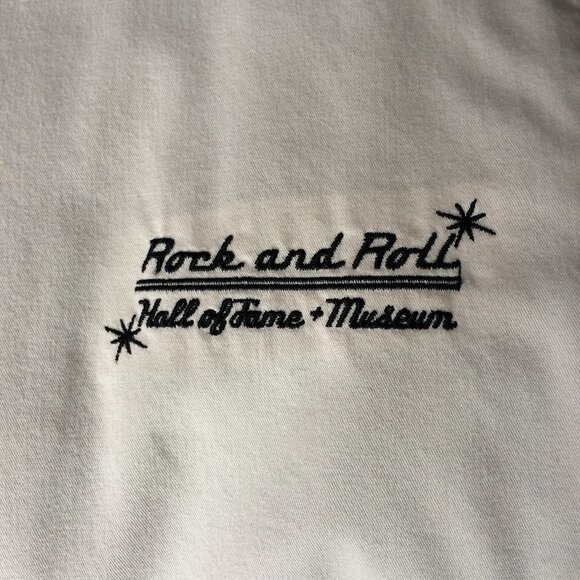 Rock and Roll
Hall of Fame + Museum